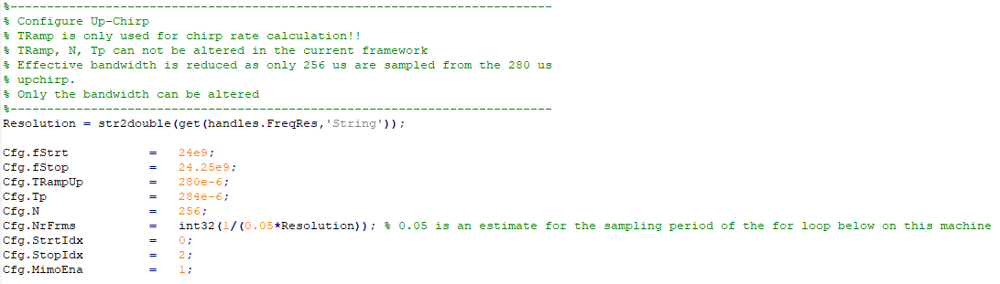 %--------------------------------------------------------------------------
% Configure Up-Chirp
% TRamp is only used for chirp rate calculation!!
% TRamp, N, Tp can not be altered in the current framework
% Effective bandwidth is reduced as only 256 us are sampled from the 280 us
% upchirp.
% Only the bandwidth can be altered
%--------------------------------------------------------------------------
Resolution = str2double(get(handles.FreqRes,'String'));
Cfg.fStrt = 24e9;
Cfg.fStop = 24.25e9;
Cfg.TRampUp = 280e-6;
Cfg.Tp = 284e-6;
Cfg.N = 256;
Cfg.NrFrms = int32(1/(0.05*Resolution)); % 0.05 is an estimate for the sampling period of the for loop below on this machine
Cfg.StrtIdx = 0;
Cfg.StopIdx = 2;
Cfg.MimoEna = 1;